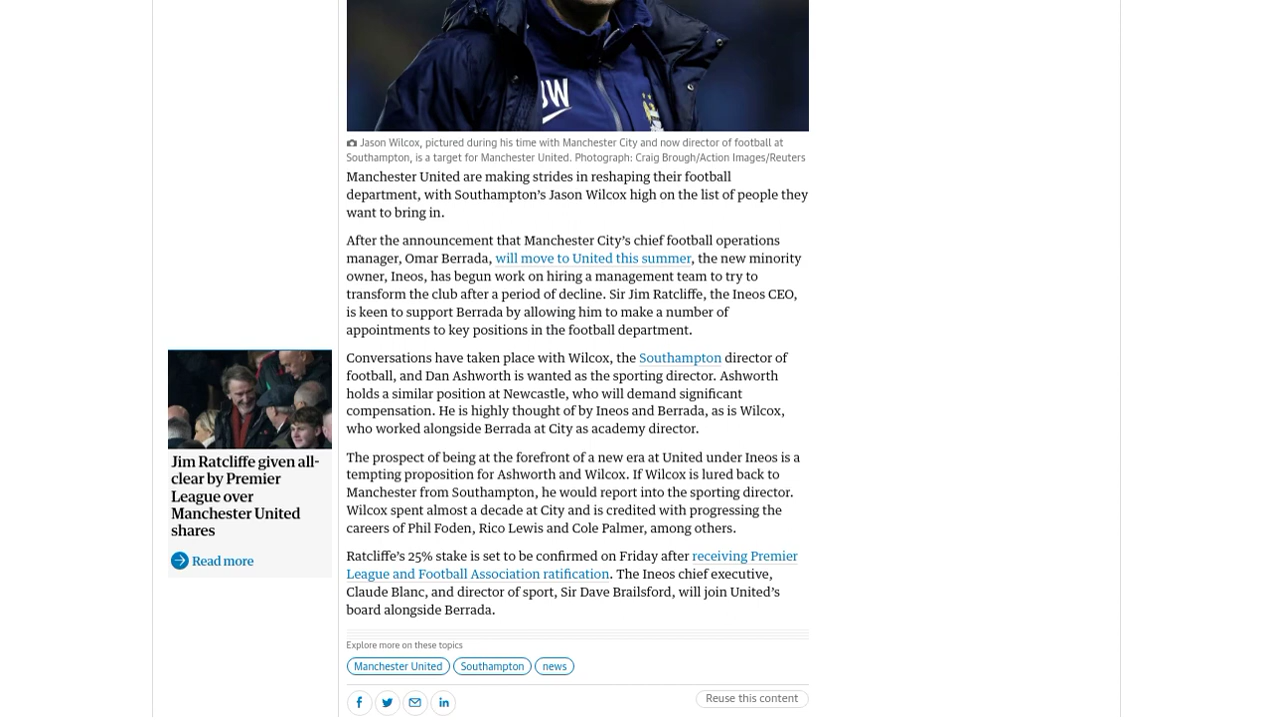 JW
Jason Wilcox, pictured during his time with Manchester City and now director of football at
Southampton, is a target for Manchester United. Photograph: Craig Brough/Action Images/Reuters
Manchester United are making strides in reshaping their football
department, with Southampton’s Jason Wilcox high on the list of people they
want to bring in.
After the announcement that Manchester City’s chief football operations
manager, Omar Berrada, will move to United this summer, the new minority
owner, Ineos, has begun work on hiring a management team to try to
transform the club after a period of decline. Sir Jim Ratcliffe, the Ineos CEO,
is keen to support Berrada by allowing him to make a number of
appointments to key positions in the football department.
Conversations have taken place with Wilcox, the Southampton director of
football, and Dan Ashworth is wanted as the sporting director. Ashworth
holds a similar position at Newcastle, who will demand significant
compensation. He is highly thought of by Ineos and Berrada, as is Wilcox,
who worked alongside Berrada at City as academy director.
The prospect of being at the forefront of a new era at United under Ineos is a
tempting proposition for Ashworth and Wilcox. If Wilcox is lured back to
Manchester from Southampton, he would report into the sporting director.
Wilcox spent almost a decade at City and is credited with progressing the
careers of Phil Foden, Rico Lewis and Cole Palmer, among others.
Ratcliffe’s 25% stake is set to be confirmed on Friday after receiving Premier
League and Football Association ratification. The Ineos chief executive,
Claude Blanc, and director of sport, Sir Dave Brailsford, will join United’s
board alongside Berrada.
Jim Ratcliffe given all-
clear by Premier
League over
Manchester United
shares
Read more
Explore more on these topics
Manchester United Southampton news
Reuse this content